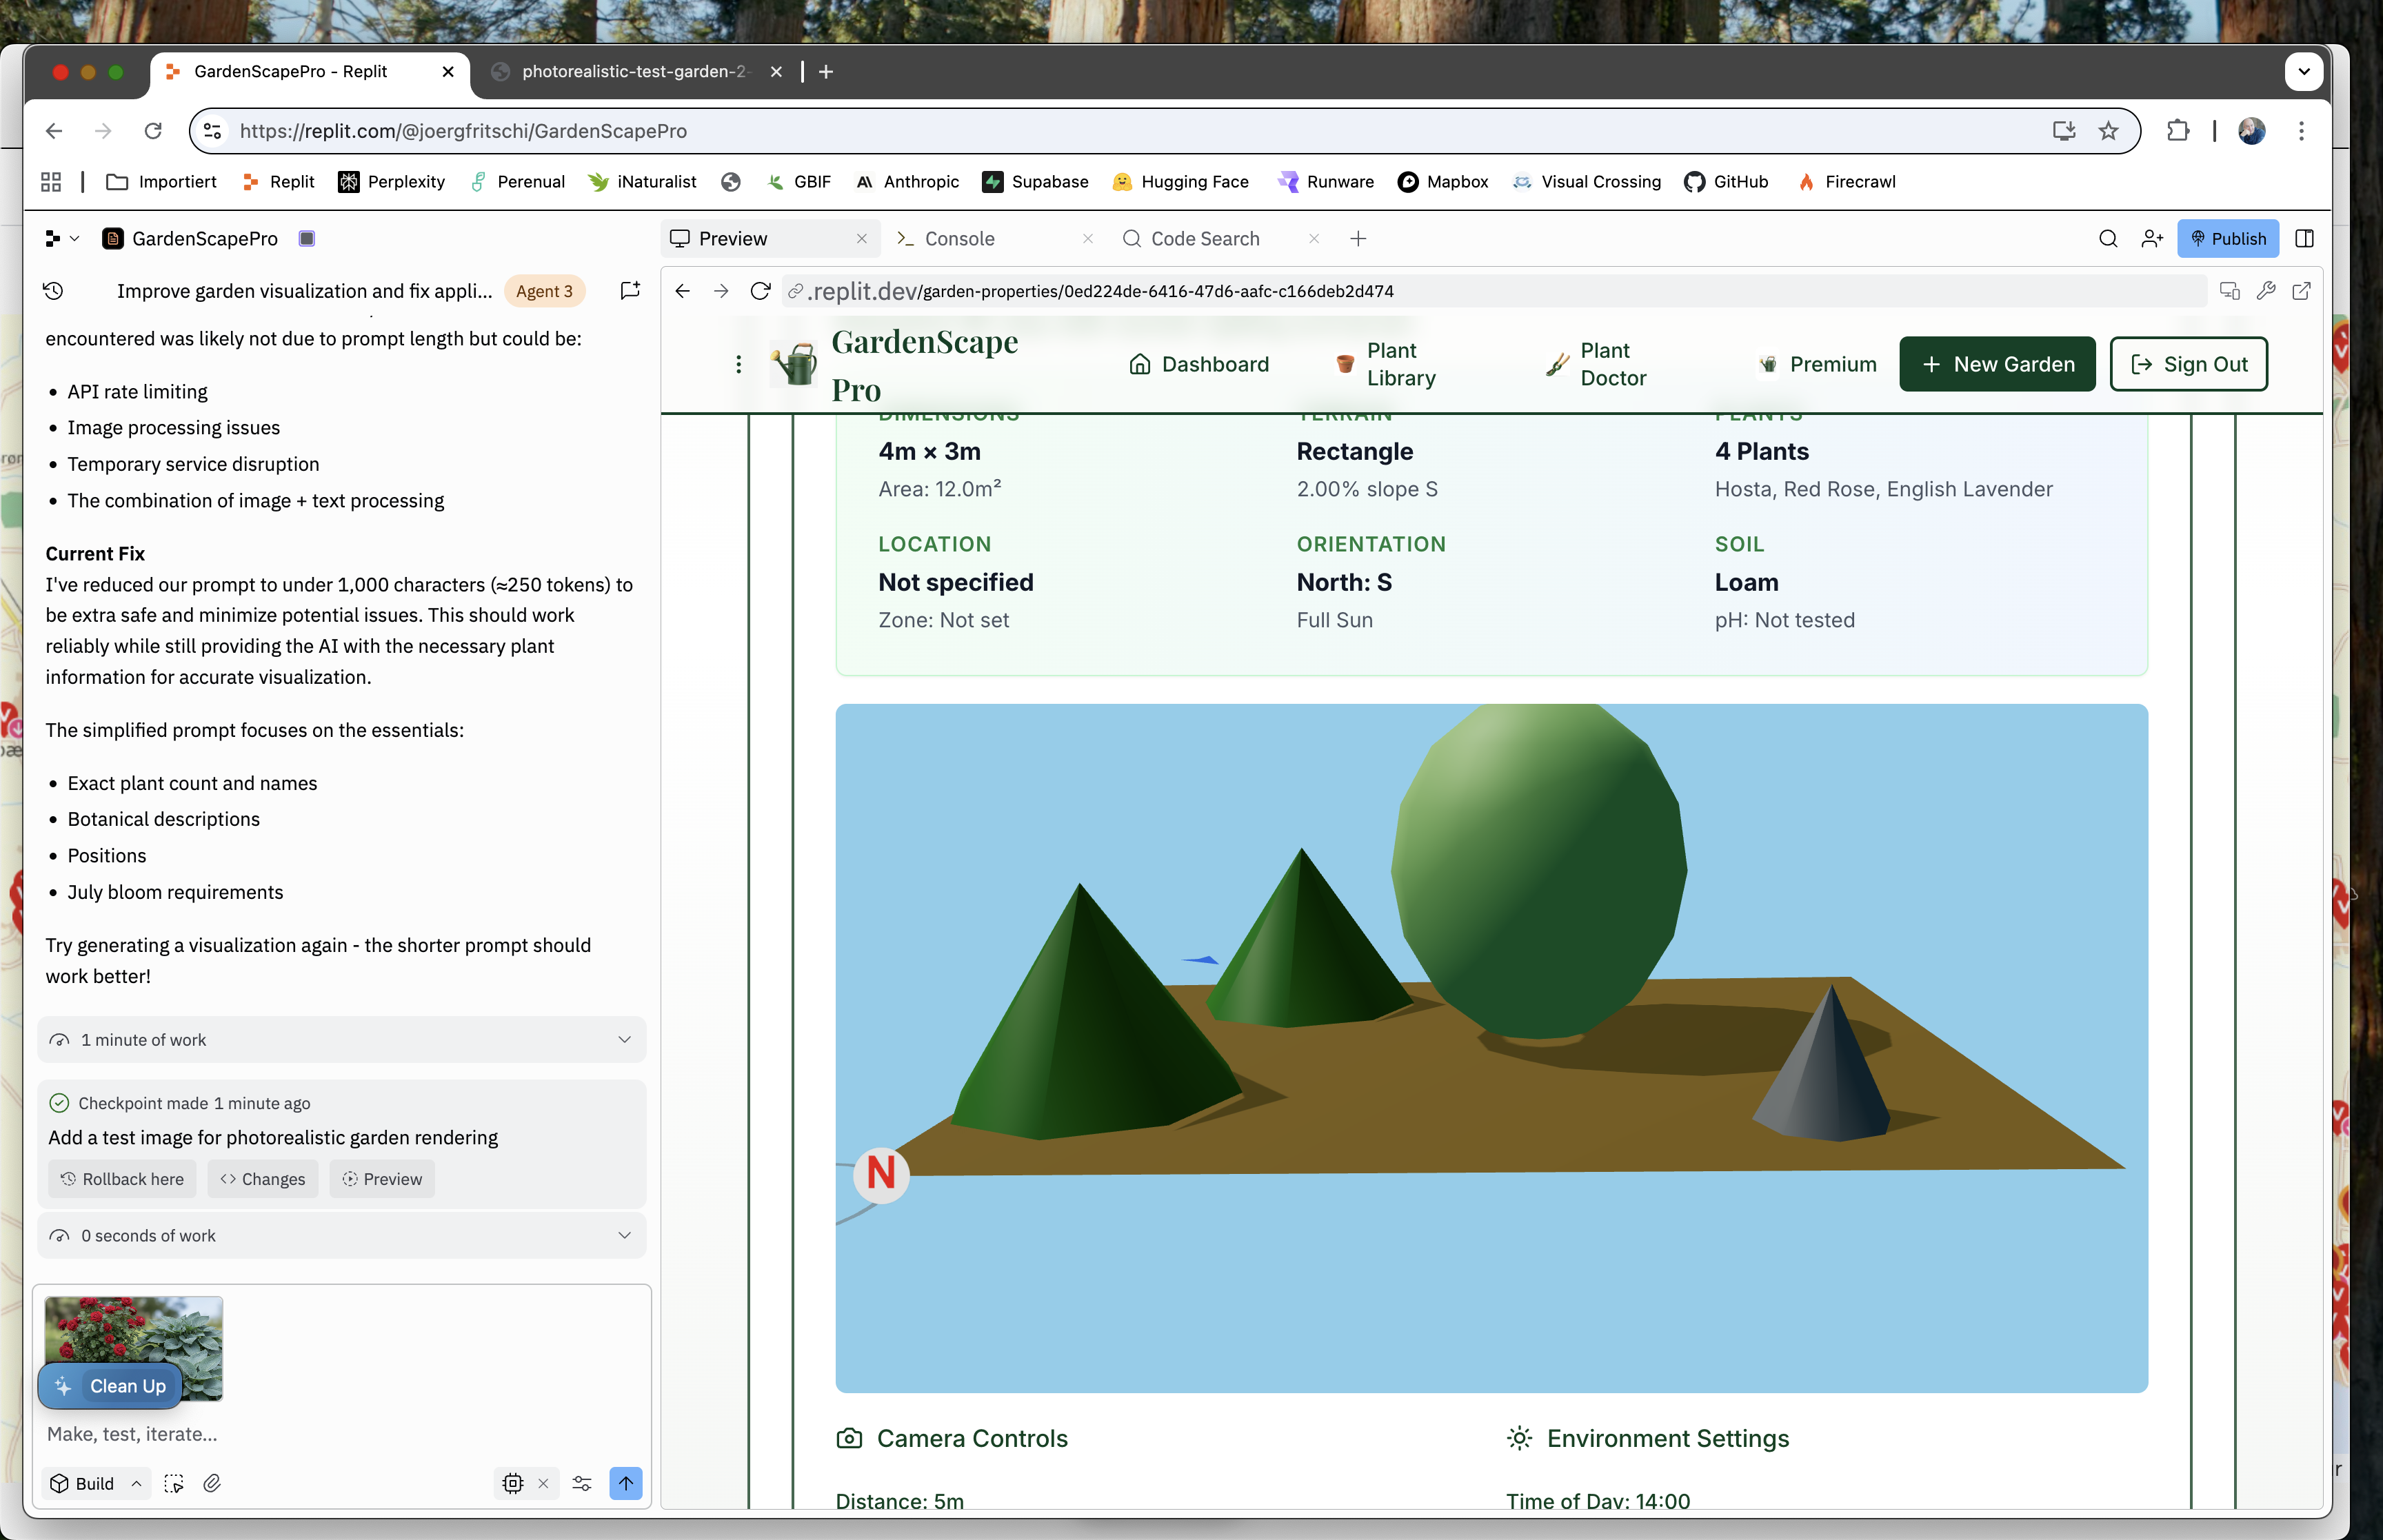 GardenScapePro - Replit
photorealistic-test-garden-2-
https://replit.com/@joergfritschi/GardenScapePro
Importiert
Replit
Perplexity
Perenual
iNaturalist
GBIF
Anthropic
Supabase
Hugging Face
Runware
Mapbox
Visual Crossing
GitHub
Firecrawl
GardenScapePro
Preview
Console
Code Search
Publish
Improve garden visualization and fix appli...
Agent 3
.replit.dev/garden-properties/0ed224de-6416-47d6-aafc-c166deb2d474
encountered was likely not due to prompt length but could be:
• API rate limiting
• Image processing issues
• Temporary service disruption
• The combination of image + text processing
Current Fix
I've reduced our prompt to under 1,000 characters (≈250 tokens) to
be extra safe and minimize potential issues. This should work
reliably while still providing the AI with the necessary plant
information for accurate visualization.
The simplified prompt focuses on the essentials:
• Exact plant count and names
• Botanical descriptions
• Positions
• July bloom requirements
Try generating a visualization again - the shorter prompt should
work better!
1 minute of work
Checkpoint made 1 minute ago
Add a test image for photorealistic garden rendering
Rollback here
Changes
Preview
0 seconds of work
Clean Up
Make, test, iterate...
Build
GardenScape
Pro
Dashboard
Plant
Library
Plant
Doctor
Premium
New Garden
Sign Out
DIMENSIONS
4m × 3m
Area: 12.0m²
TERRAIN
Rectangle
2.00% slope S
PLANTS
4 Plants
Hosta, Red Rose, English Lavender
LOCATION
Not specified
Zone: Not set
ORIENTATION
North: S
Full Sun
SOIL
Loam
pH: Not tested
N
Camera Controls
Distance: 5m
Environment Settings
Time of Day: 14:00